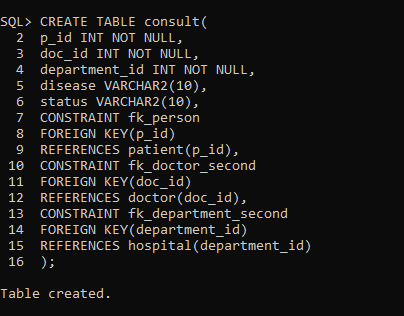 SQL> CREATE TABLE consult(
2 p_id INT NOT NULL,
3 doc_id INT NOT NULL,
4 department_id INT NOT NULL,
5 disease VARCHAR2(10),
6 status VARCHAR2(10),
7 CONSTRAINT fk_person
8 FOREIGN KEY(p_id)
9 REFERENCES patient(p_id),
10 CONSTRAINT fk_doctor_second
11 FOREIGN KEY(doc_id)
12 REFERENCES doctor(doc_id),
13 CONSTRAINT fk_department_second
14 FOREIGN KEY(department_id)
15 REFERENCES hospital(department_id)
16 );
Table created.